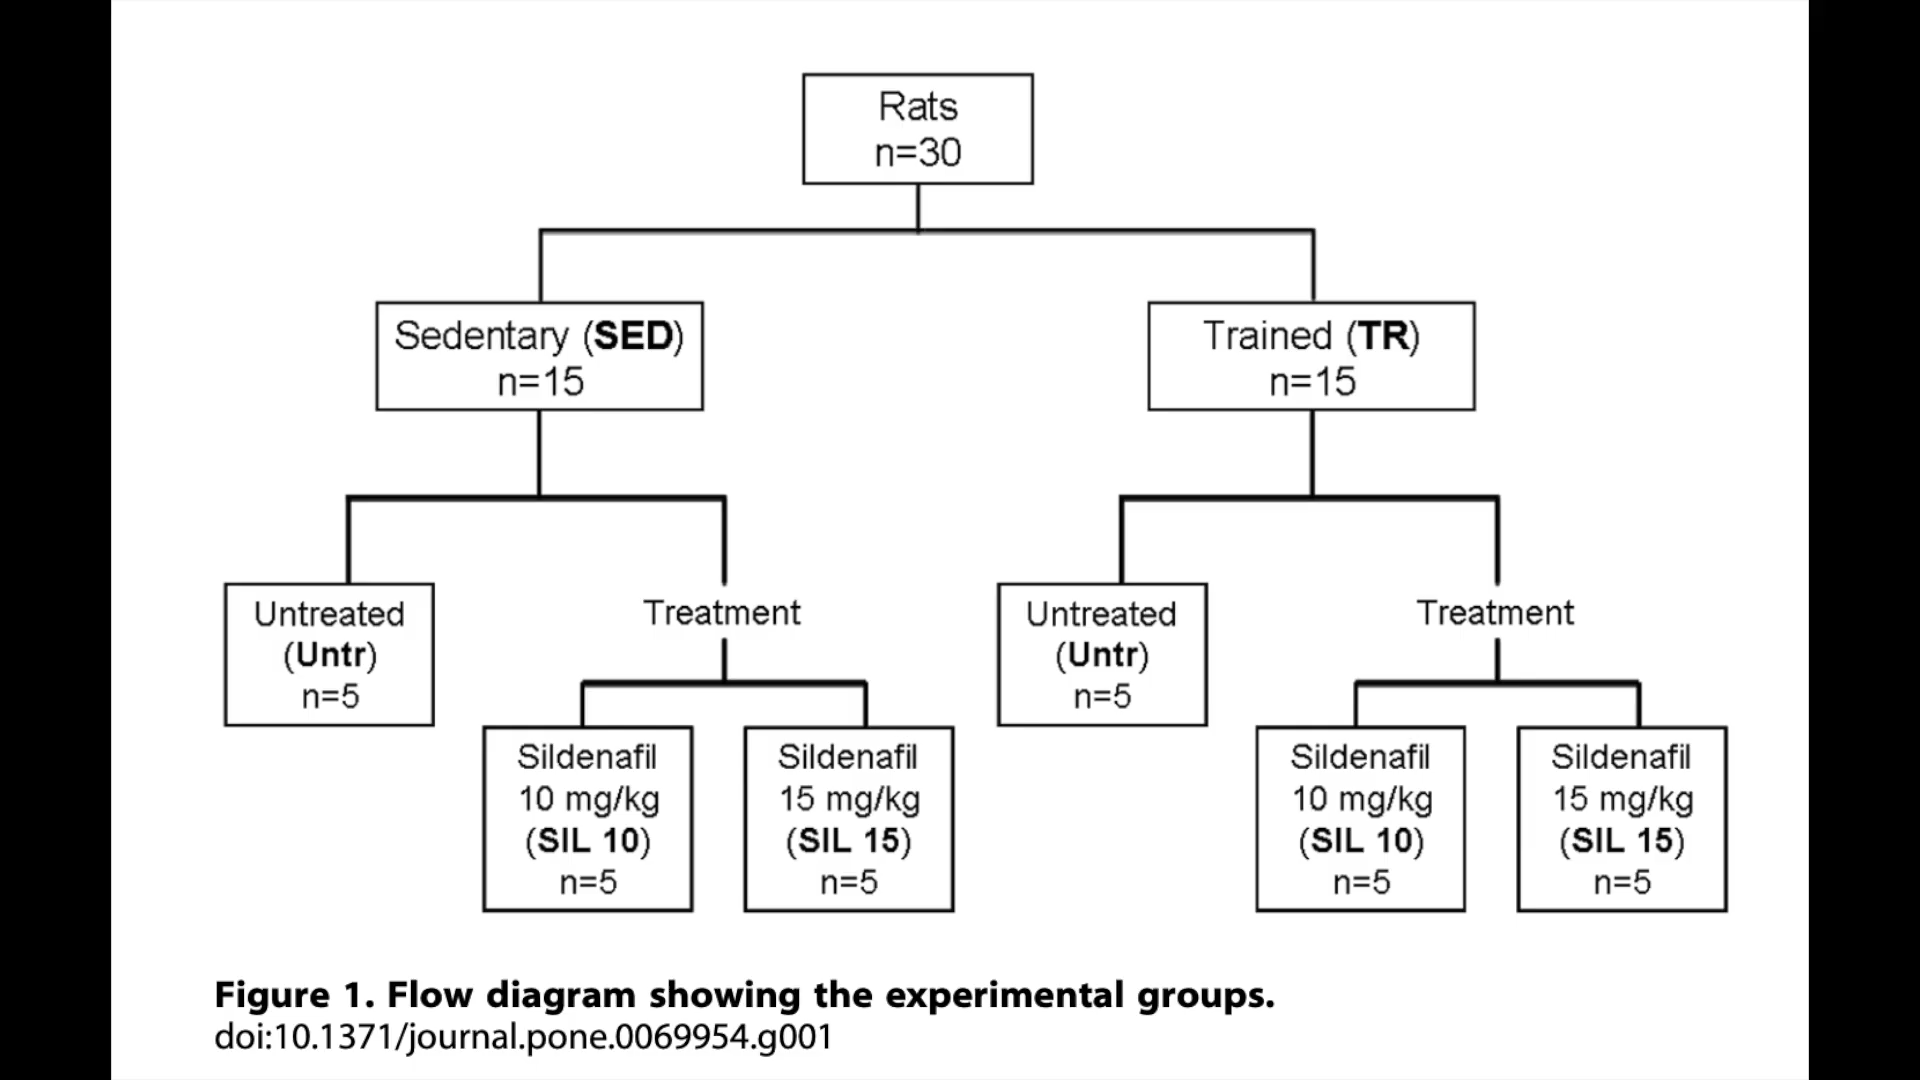 Rats
n=30
Sedentary (SED)
n=15
Trained (TR)
n=15
Untreated
(Untr)
n=5
Treatment
Sildenafil
10 mg/kg
(SIL 10)
n=5
Sildenafil
15 mg/kg
(SIL 15)
n=5
Untreated
(Untr)
n=5
Treatment
Sildenafil
10 mg/kg
(SIL 10)
n=5
Sildenafil
15 mg/kg
(SIL 15)
n=5
Figure 1. Flow diagram showing the experimental groups.
doi:10.1371/journal.pone.0069954.g001